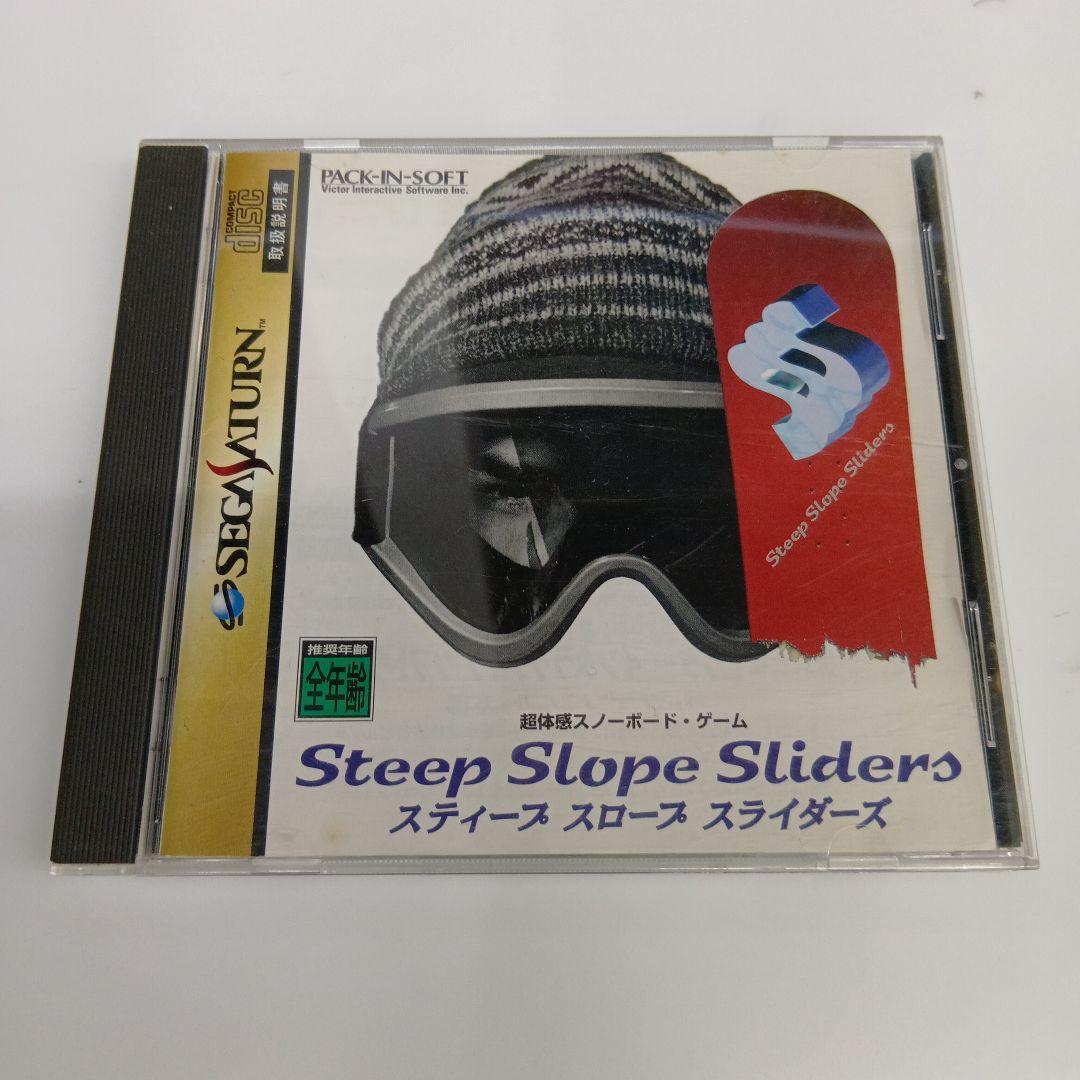 COMPACT
disc
取扱説明書
SEGA SATURN™
PACK-IN-SOFT
Victor Interactive Software Inc.
Steep Slope Sliders
推奨年齢
全年齢
超体感スノーボード・ゲーム
Steep Slope Sliders
スティープ スロープ スライダーズ